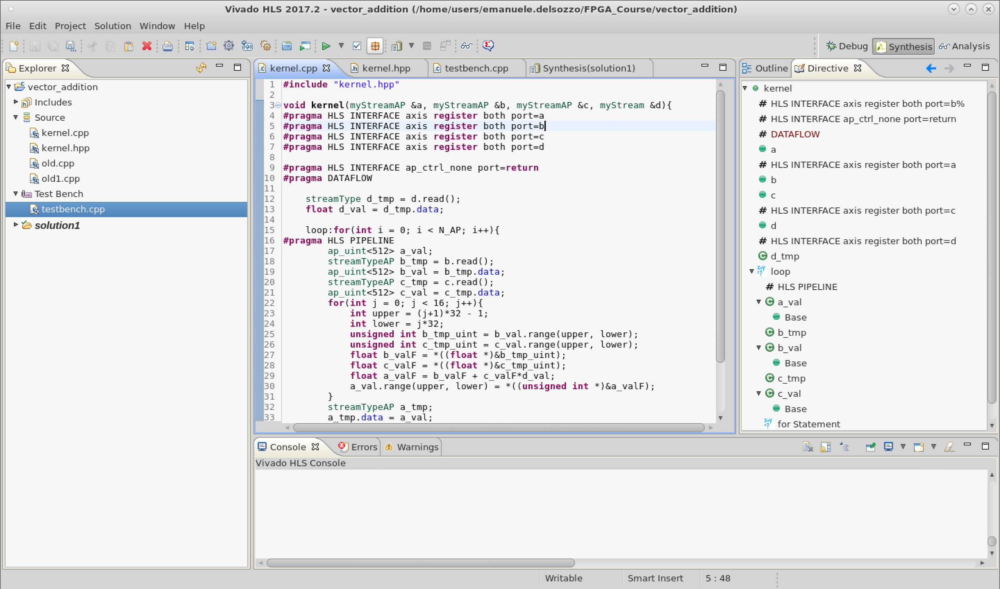 Vivado HLS 2017.2 - vector_addition (/home/users/emanuele.delsozzo/FPGA_Course/vector_addition)
File Edit Project Solution Window Help
Debug Synthesis Analysis
Explorer
vector_addition
Includes
Source
kernel.cpp
kernel.hpp
old.cpp
old1.cpp
Test Bench
testbench.cpp
solution1
kernel.cpp kernel.hpp testbench.cpp Synthesis(solution1)
1 #include "kernel.hpp"
2
3 void kernel(myStreamAP &a, myStreamAP &b, myStreamAP &c, myStream &d){
4 #pragma HLS INTERFACE axis register both port=a
5 #pragma HLS INTERFACE axis register both port=b
6 #pragma HLS INTERFACE axis register both port=c
7 #pragma HLS INTERFACE axis register both port=d
8
9 #pragma HLS INTERFACE ap_ctrl_none port=return
10 #pragma DATAFLOW
11
12     streamType d_tmp = d.read();
13     float d_val = d_tmp.data;
14
15     loop:for(int i = 0; i < N_AP; i++){
16 #pragma HLS PIPELINE
17         ap_uint<512> a_val;
18         streamTypeAP b_tmp = b.read();
19         ap_uint<512> b_val = b_tmp.data;
20         streamTypeAP c_tmp = c.read();
21         ap_uint<512> c_val = c_tmp.data;
22         for(int j = 0; j < 16; j++){
23             int upper = (j+1)*32 - 1;
24             int lower = j*32;
25             unsigned int b_tmp_uint = b_val.range(upper, lower);
26             unsigned int c_tmp_uint = c_val.range(upper, lower);
27             float b_valF = *((float *)&b_tmp_uint);
28             float c_valF = *((float *)&c_tmp_uint);
29             float a_valF = b_valF + c_valF*d_val;
30             a_val.range(upper, lower) = *((unsigned int *)&a_valF);
31         }
32         streamTypeAP a_tmp;
33         a_tmp.data = a_val;
Outline Directive
kernel
# HLS INTERFACE axis register both port=b%
# HLS INTERFACE ap_ctrl_none port=return
# DATAFLOW
a
# HLS INTERFACE axis register both port=a
b
c
# HLS INTERFACE axis register both port=c
d
# HLS INTERFACE axis register both port=d
d_tmp
loop
# HLS PIPELINE
a_val
Base
b_tmp
b_val
Base
c_tmp
c_val
Base
for Statement
Console Errors Warnings
Vivado HLS Console
Writable Smart Insert 5 : 48